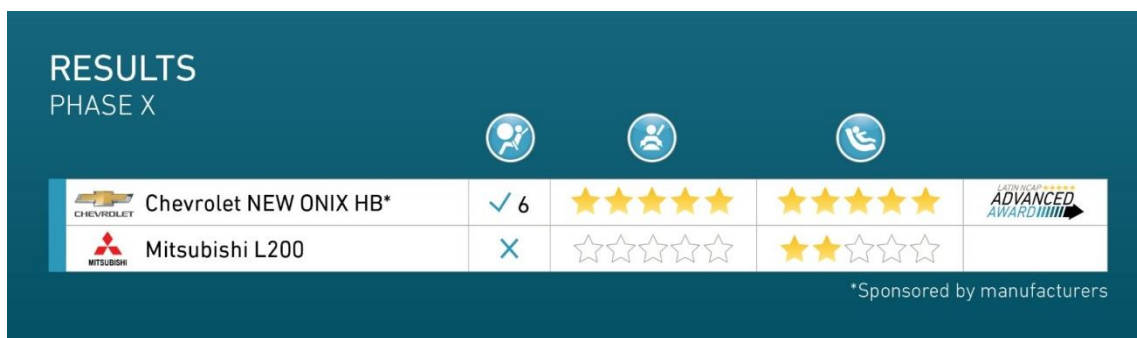 RESULTS
PHASE X
CHEVROLET Chevrolet NEW ONIX HB* 6 LATIN NCAP ADVANCED AWARD
MITSUBISHI Mitsubishi L200
*Sponsored by manufacturers